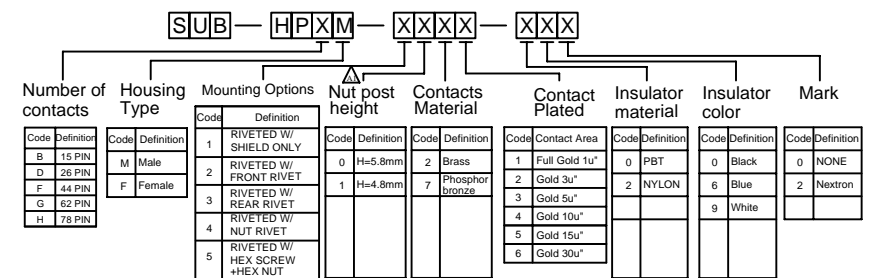 SUB — HPXM — XXXX — XXX
A1
Number of contacts
Code Definition
B 15 PIN
D 26 PIN
F 44 PIN
G 62 PIN
H 78 PIN
Housing Type
Code Definition
M Male
F Female
Mounting Options
Code Definition
1 RIVETED W/ SHIELD ONLY
2 RIVETED W/ FRONT RIVET
3 RIVETED W/ REAR RIVET
4 RIVETED W/ NUT RIVET
5 RIVETED W/ HEX SCREW +HEX NUT
Nut post height
Code Definition
0 H=5.8mm
1 H=4.8mm
Contacts Material
Code Definition
2 Brass
7 Phosphor bronze
Contact Plated
Code Contact Area
1 Full Gold 1u"
2 Gold 3u"
3 Gold 5u"
4 Gold 10u"
5 Gold 15u"
6 Gold 30u"
Insulator material
Code Definition
0 PBT
2 NYLON
Insulator color
Code Definition
0 Black
6 Blue
9 White
Mark
Code Definition
0 NONE
2 Nextron